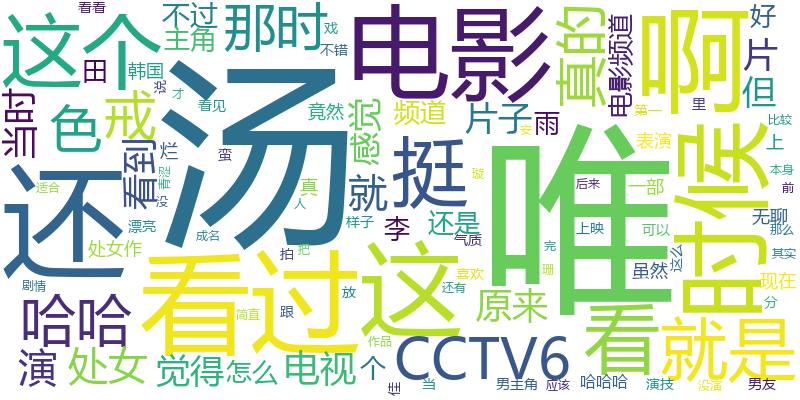 看看
不过
那时
戏
不错
电影
真的
电影频道
啊
好
这个
主角
田
韩国
汤
片
但
当时
色
戒
泥
才
看见
竟然
感觉
频道
片子
雨
第一
里
比较
看到
烂
挺
唯
安
表演
上
时候
还
蛮
适合
青涩
没
真
人
就
李
璇
后来
一部
本身
前
漂亮
样子
还是
气质
上映
可以
无聊
那么
处女作
成名
拍
把
完
珊
虽然
这么
其实
剧情
看过
这
还有
喜欢
原来
看
现在
分
哈哈
简直
跟
放
作品
就是
演
处女
觉得
怎么
电视
个
佳
当
CCTV6
男主角
应该
哈哈哈
演技
没演
男友